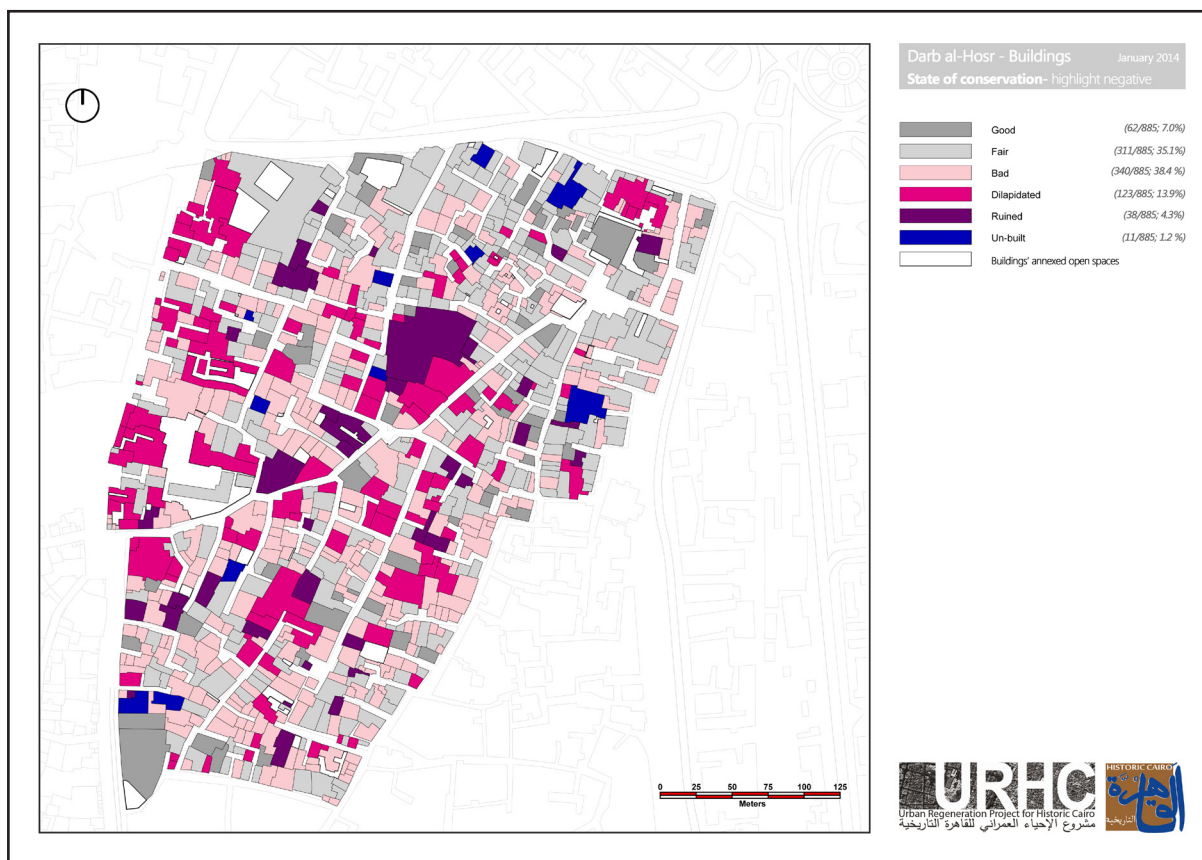 Darb al-Hosr - Buildings January 2014
State of conservation- highlight negative
Good (62/885; 7.0%)
Fair (311/885; 35.1%)
Bad (340/885; 38.4 %)
Dilapidated (123/885; 13.9%)
Ruined (38/885; 4.3%)
Un-built (11/885; 1.2 %)
Buildings' annexed open spaces
0 25 50 75 100 125
Meters
URHC
Urban Regeneration Project for Historic Cairo
مشروع الإحياء العمراني للقاهرة التاريخية
HISTORIC CAIRO
القاهرة
التاريخية